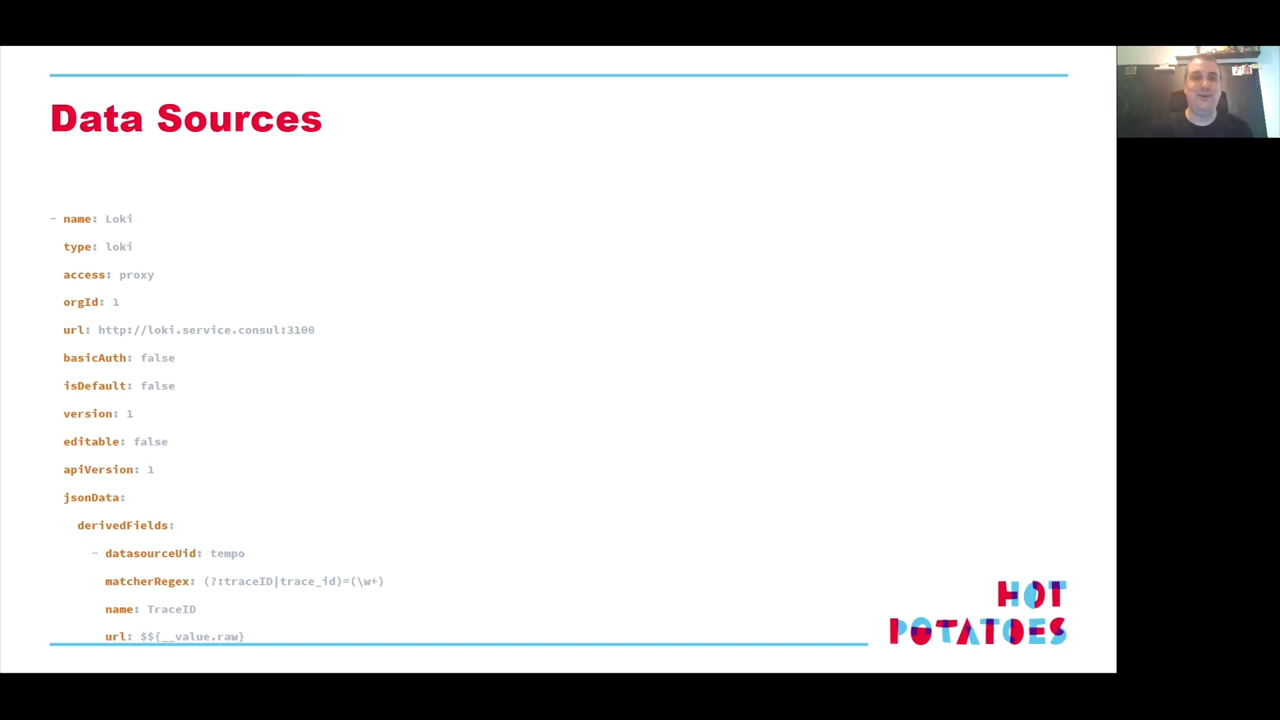 Data Sources
- name: Loki
type: loki
access: proxy
orgId: 1
url: http://loki.service.consul:3100
basicAuth: false
isDefault: false
version: 1
editable: false
apiVersion: 1
jsonData:
derivedFields:
- datasourceUid: tempo
matcherRegex: (?:traceID|trace_id)=(\w+)
name: TraceID
url: $${__value.raw}
HOT
POTATOES